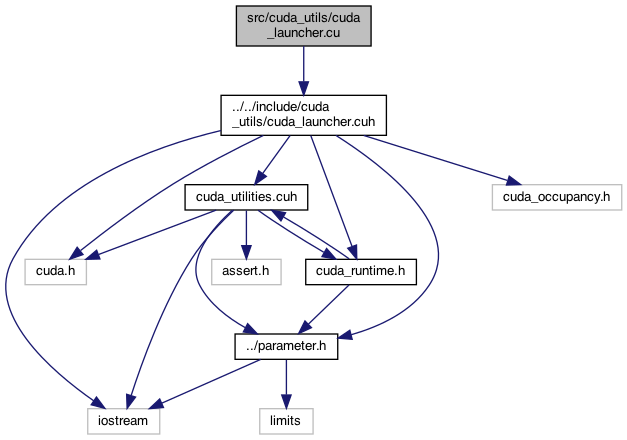 src/cuda_utils/cuda
_launcher.cu
../../include/cuda
_utils/cuda_launcher.cuh
cuda_utilities.cuh
cuda_occupancy.h
cuda.h
assert.h
cuda_runtime.h
../parameter.h
iostream
limits